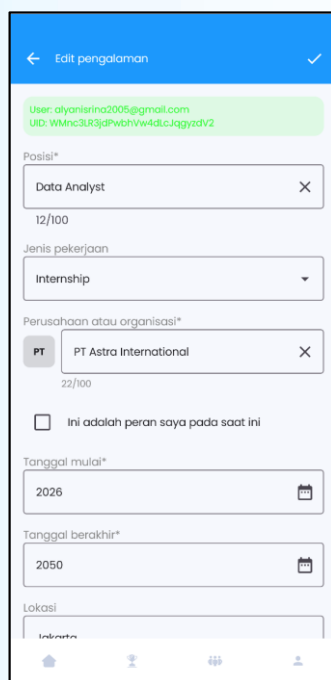 Edit pengalaman
User: alyanisrina2005@gmail.com
UID: WMnc3LR3jdPwbhVw4dLcJqgyzdV2
Posisi*
Data Analyst
12/100
Jenis pekerjaan
Internship
Perusahaan atau organisasi*
PT
PT Astra International
22/100
Ini adalah peran saya pada saat ini
Tanggal mulai*
2026
Tanggal berakhir*
2050
Lokasi
Jakarta